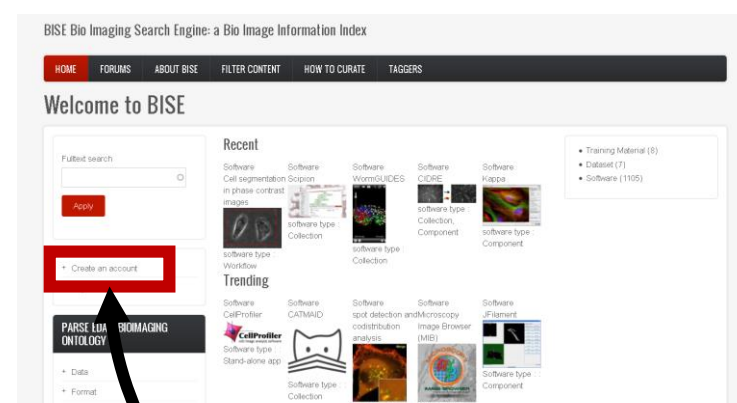 BISE Bio Imaging Search Engine: a Bio Image Information Index
HOME FORUMS ABOUT BISE FILTER CONTENT HOW TO CURATE TAGGERS
Welcome to BISE
Fulltext search
Apply
Create an account
PARSE EDAM BIOIMAGING
ONTOLOGY
Data
Format
Recent
Software
Cell segmentation
in phase contrast
images
software type :
Workflow
Software
Scipion
software type :
Collection
Software
WormGUIDES
software type :
Collection
Software
CIDRE
software type :
Collection,
Component
Software
Kappa
software type :
Component
Trending
Software
CellProfiler
CellProfiler
Software type :
Stand-alone app
Software
CATMAID
Software type : :
Collection
Software
spot detection and
codistribution
analysis
Software
Microscopy
Image Browser
(MIB)
Software
JFilament
Software type : :
Component
Training Material (8)
Dataset (7)
Software (1105)